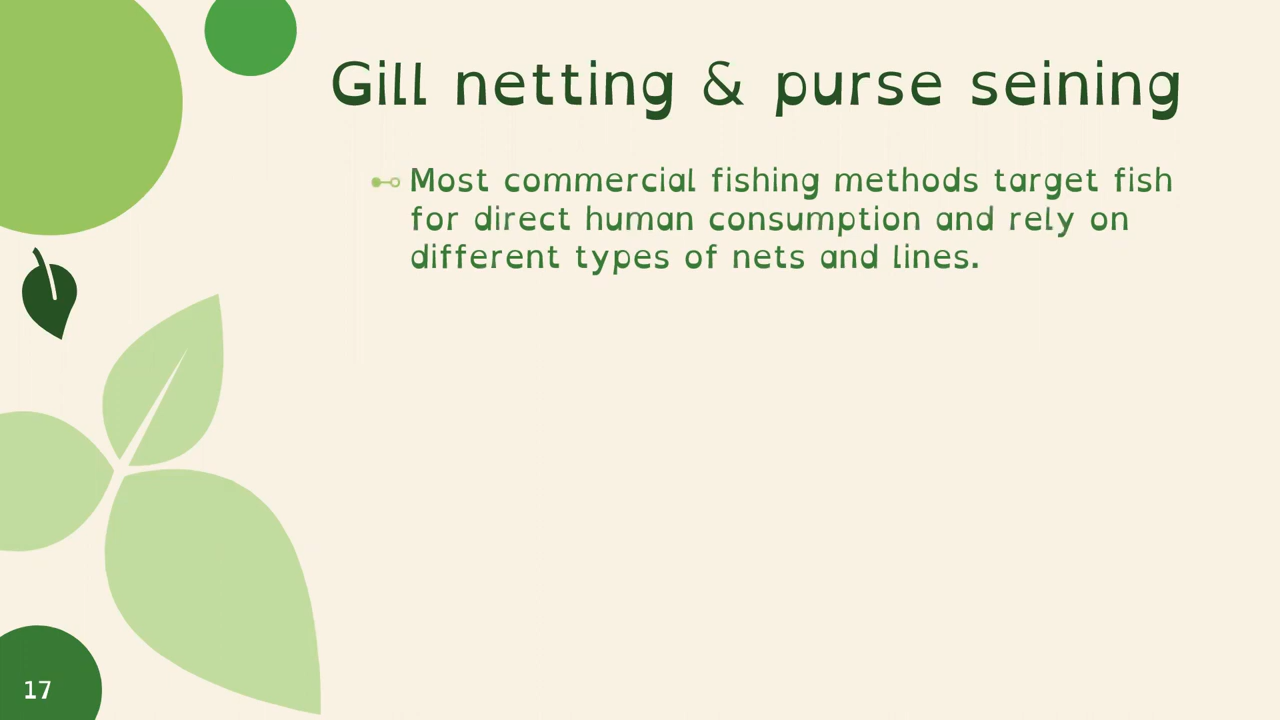 Gill netting & purse seining
Most commercial fishing methods target fish
for direct human consumption and rely on
different types of nets and lines.
17